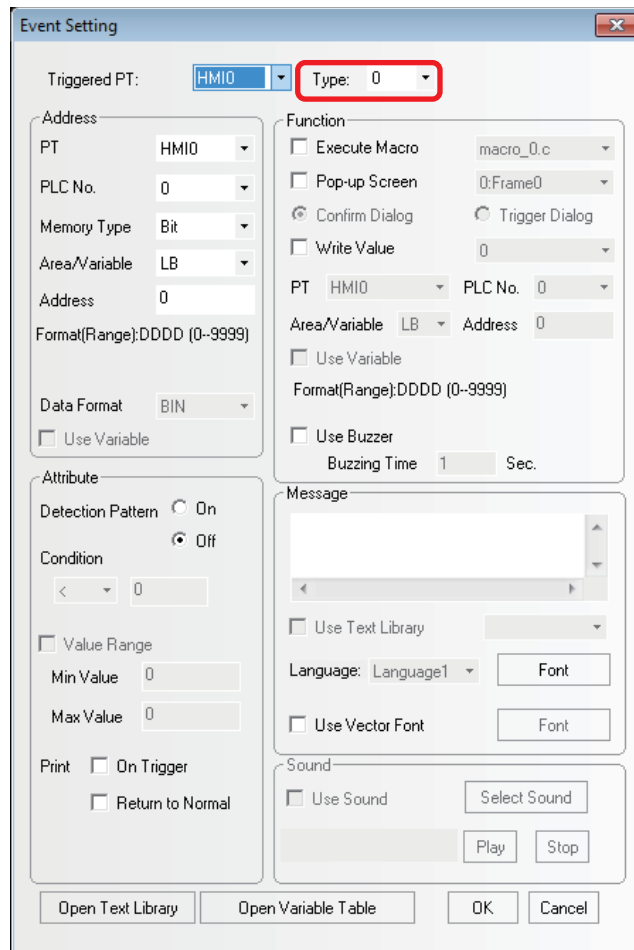 Event Setting
Triggered PT: HMI0 Type: 0
Address
PT HMI0
PLC No. 0
Memory Type Bit
Area/Variable LB
Address 0
Format(Range):DDDD (0--9999)
Data Format BIN
Use Variable
Attribute
Detection Pattern On
Off
Condition
< 0
Value Range
Min Value 0
Max Value 0
Print On Trigger
Return to Normal
Function
Execute Macro macro_0.c
Pop-up Screen 0:Frame0
Confirm Dialog Trigger Dialog
Write Value 0
PT HMI0 PLC No. 0
Area/Variable LB Address 0
Use Variable
Format(Range):DDDD (0--9999)
Use Buzzer
Buzzing Time 1 Sec.
Message
Use Text Library
Language: Language1 Font
Use Vector Font Font
Sound
Use Sound Select Sound
Play Stop
Open Text Library Open Variable Table OK Cancel